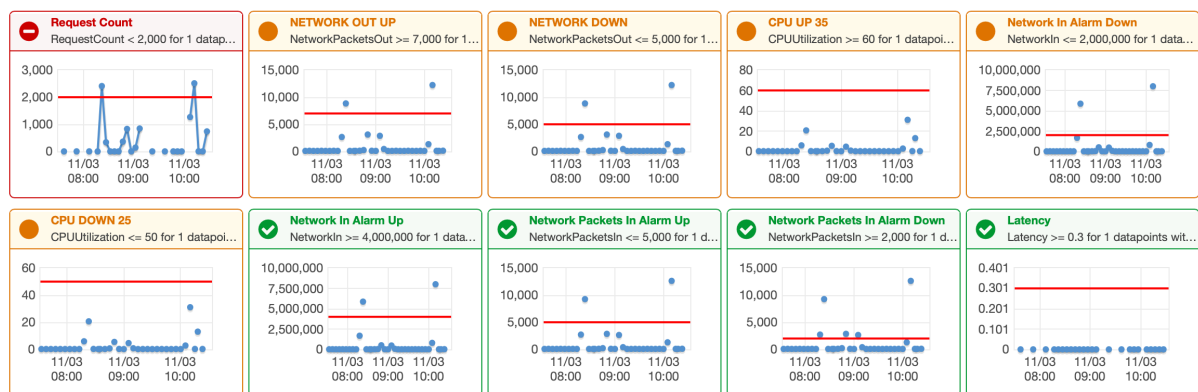 Request Count
RequestCount < 2,000 for 1 datap...
3,000
2,000
1,000
0
11/03 11/03 11/03
08:00 09:00 10:00
NETWORK OUT UP
NetworkPacketsOut >= 7,000 for 1...
15,000
10,000
5,000
0
11/03 11/03 11/03
08:00 09:00 10:00
NETWORK DOWN
NetworkPacketsOut <= 5,000 for 1...
15,000
10,000
5,000
0
11/03 11/03 11/03
08:00 09:00 10:00
CPU UP 35
CPUUtilization >= 60 for 1 datapoi...
80
60
40
20
0
11/03 11/03 11/03
08:00 09:00 10:00
Network In Alarm Down
NetworkIn <= 2,000,000 for 1 data...
10,000,000
7,500,000
5,000,000
2,500,000
0
11/03 11/03 11/03
08:00 09:00 10:00
CPU DOWN 25
CPUUtilization <= 50 for 1 datapoi...
60
40
20
0
11/03 11/03 11/03
08:00 09:00 10:00
Network In Alarm Up
NetworkIn >= 4,000,000 for 1 data...
10,000,000
7,500,000
5,000,000
2,500,000
0
11/03 11/03 11/03
08:00 09:00 10:00
Network Packets In Alarm Up
NetworkPacketsIn <= 5,000 for 1 d...
15,000
10,000
5,000
0
11/03 11/03 11/03
08:00 09:00 10:00
Network Packets In Alarm Down
NetworkPacketsIn >= 2,000 for 1 d...
15,000
10,000
5,000
0
11/03 11/03 11/03
08:00 09:00 10:00
Latency
Latency >= 0.3 for 1 datapoints wit...
0.401
0.301
0.201
0.101
0
11/03 11/03 11/03
08:00 09:00 10:00